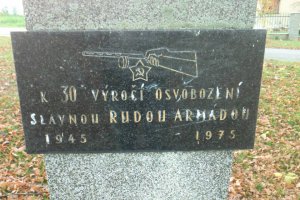 K 30 VÝROČÍ OSVOBOZENÍ
SLAVNOU RUDOU ARMÁDOU
1945 1975